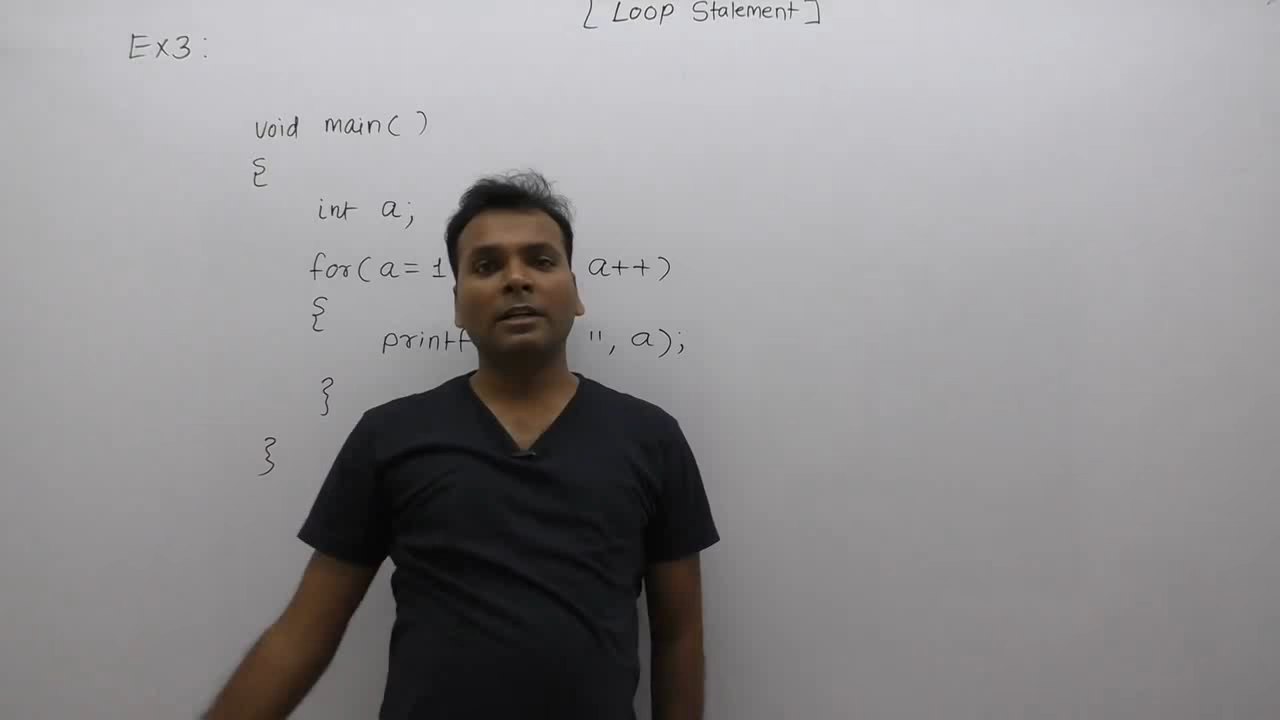 [ Loop Statement ]
Ex3:
void main( )
{
int a;
for( a = 1 a++ )
{
printf ", a);
}
}